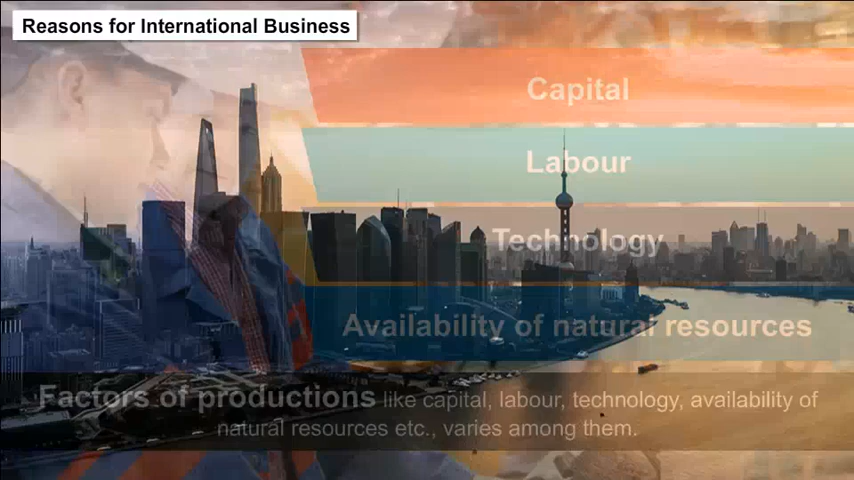 Reasons for International Business
Capital
Labour
Technology
Availability of natural resources
Factors of productions like capital, labour, technology, availability of
natural resources etc., varies among them.